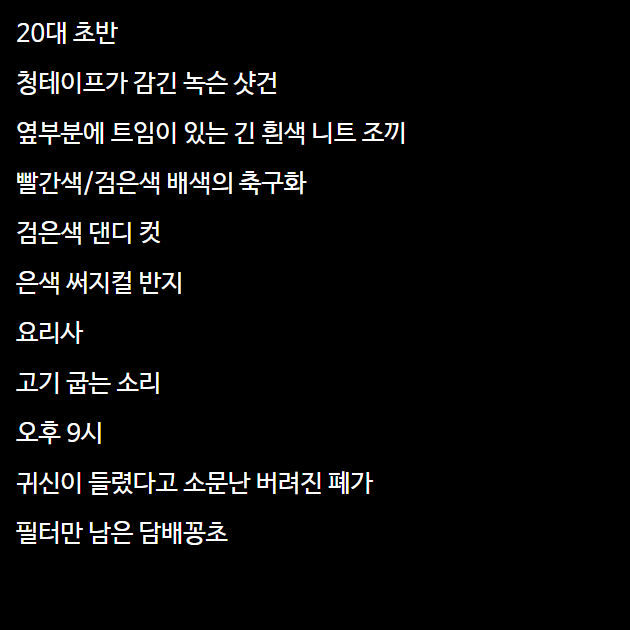 20대 초반
청테이프가 감긴 녹슨 샷건
옆부분에 트임이 있는 긴 흰색 니트 조끼
빨간색/검은색 배색의 축구화
검은색 댄디 컷
은색 써지컬 반지
요리사
고기 굽는 소리
오후 9시
귀신이 들렸다고 소문난 버려진 폐가
필터만 남은 담배꽁초